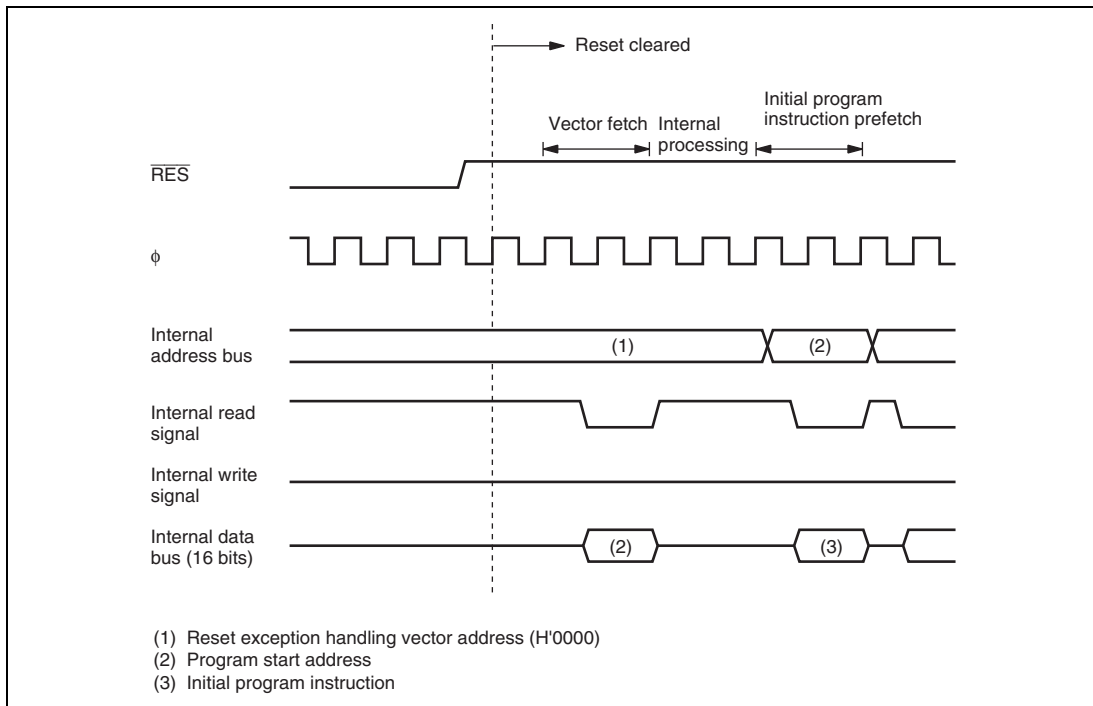 Reset cleared
Initial program
instruction prefetch
Vector fetch
Internal
processing
RES
φ
Internal
address bus
(1)
(2)
Internal read
signal
Internal write
signal
Internal data
bus (16 bits)
(2)
(3)
(1) Reset exception handling vector address (H'0000)
(2) Program start address
(3) Initial program instruction